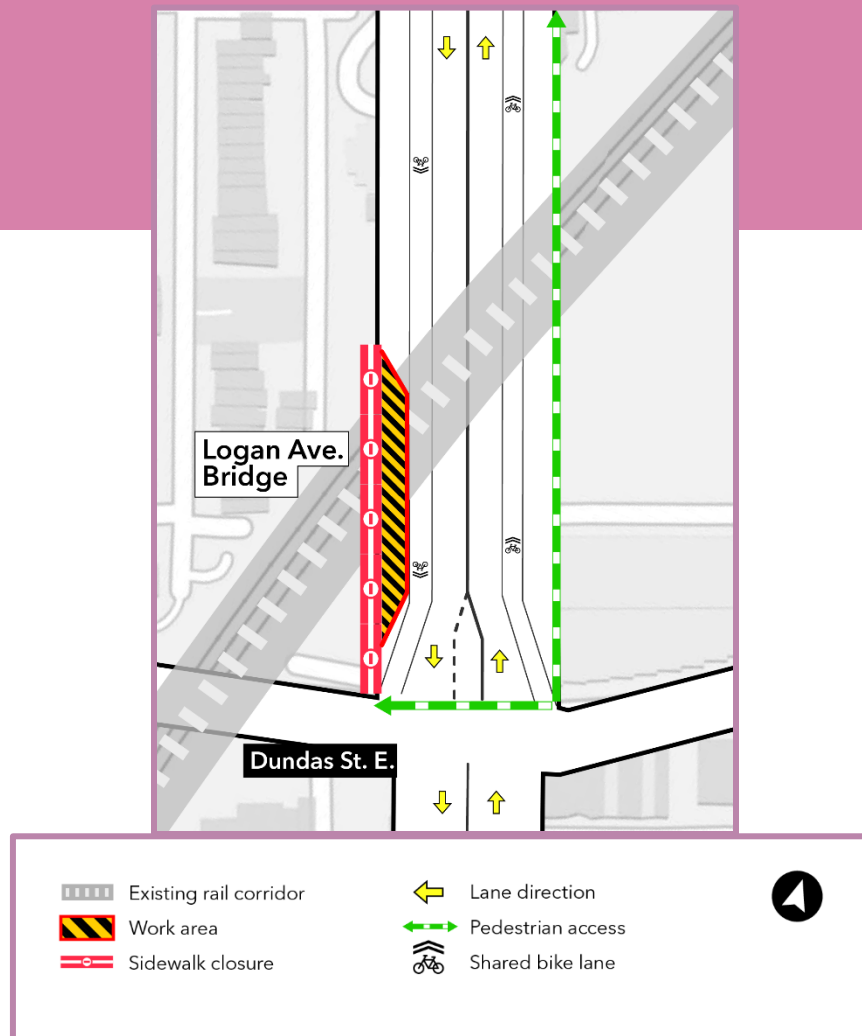 Logan Ave.
Bridge
Dundas St. E.
Existing rail corridor
Lane direction
Work area
Pedestrian access
Sidewalk closure
Shared bike lane